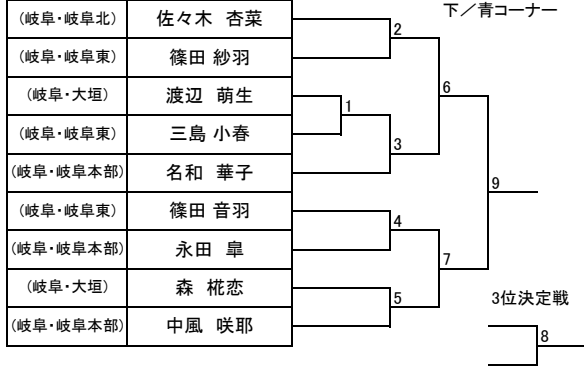 下／青コーナー
(岐阜・岐阜北) 佐々木 杏菜
(岐阜・岐阜東) 篠田 紗羽
(岐阜・大垣) 渡辺 萌生
(岐阜・岐阜東) 三島 小春
(岐阜・岐阜本部) 名和 華子
(岐阜・岐阜東) 篠田 音羽
(岐阜・岐阜本部) 永田 皐
(岐阜・大垣) 森 椛恋
(岐阜・岐阜本部) 中風 咲耶
2
6
1
3
9
4
7
5
3位決定戦
8